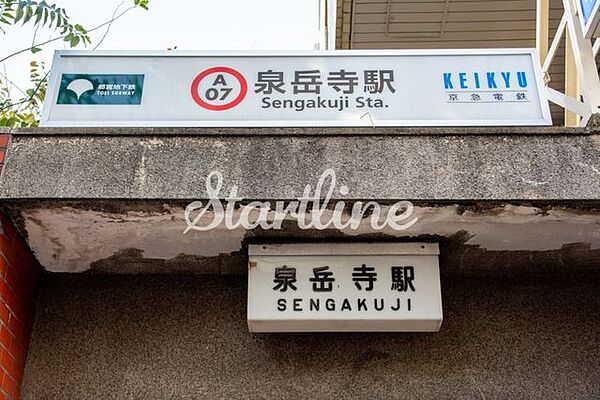 都営地下鉄
TOEI SUBWAY
A
07
泉岳寺駅
Sengakuji Sta.
KEIKYU
京急電鉄
Startline
泉岳寺駅
SENGAKUJI